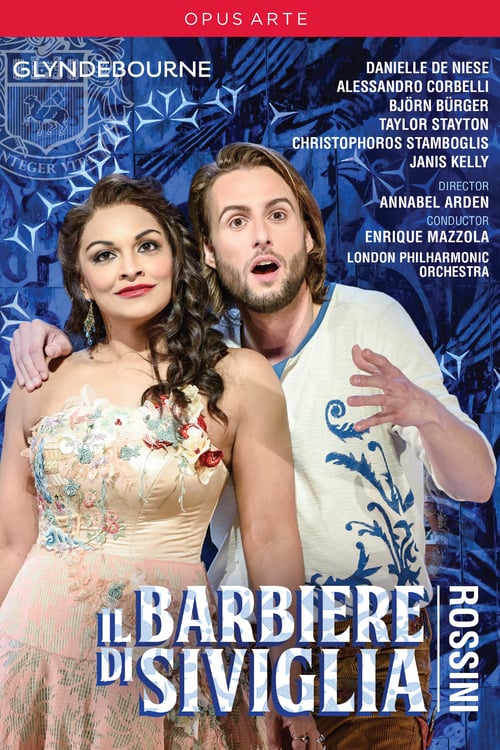 OPUS ARTE
GLYNDEBOURNE
DANIELLE DE NIESE
ALESSANDRO CORBELLI
BJÖRN BÜRGER
TAYLOR STAYTON
CHRISTOPHOROS STAMBOGLIS
JANIS KELLY
DIRECTOR
ANNABEL ARDEN
CONDUCTOR
ENRIQUE MAZZOLA
LONDON PHILHARMONIC
ORCHESTRA
IL BARBIERE
DI SIVIGLIA
ROSSINI